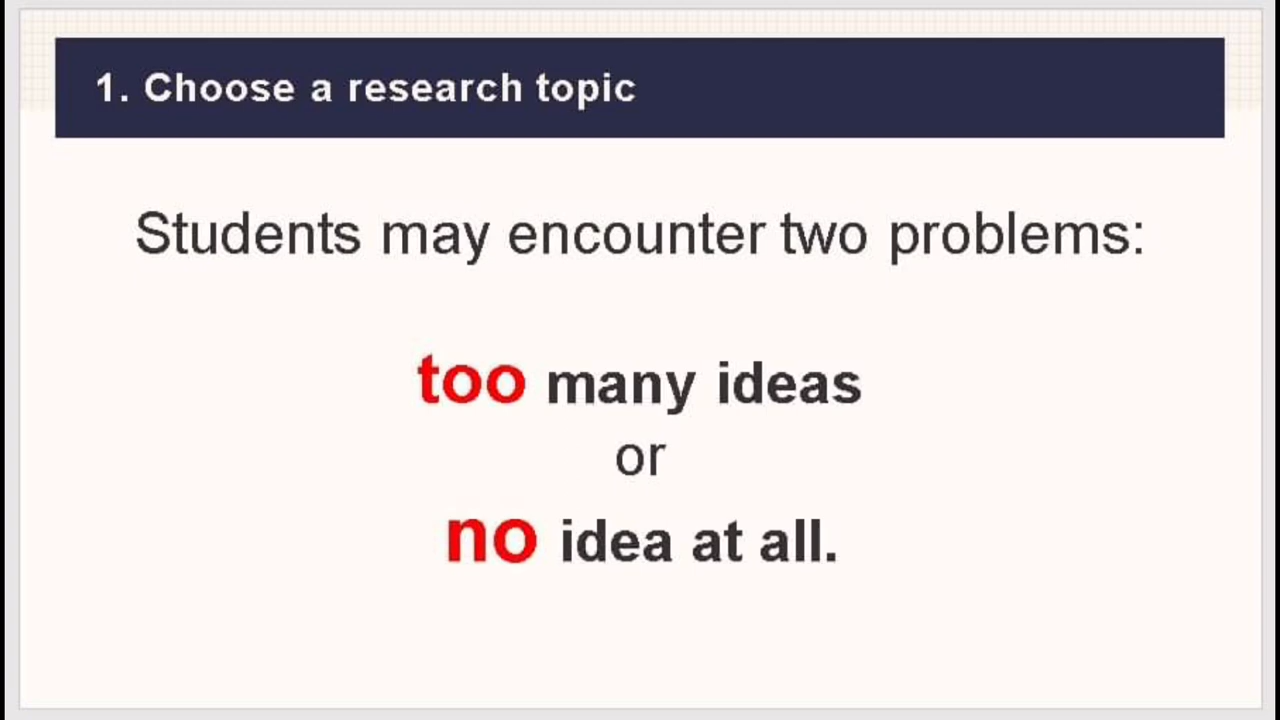 1. Choose a research topic
Students may encounter two problems:
too many ideas
or
no idea at all.